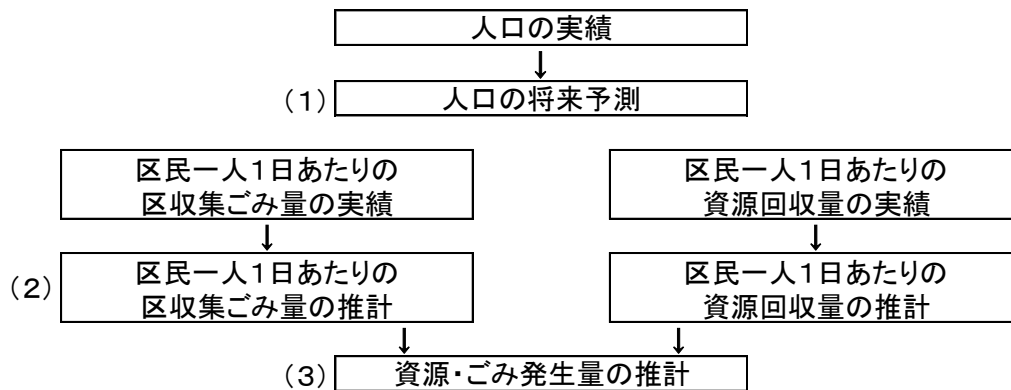 人口の実績
↓
(1) 人口の将来予測
区民一人1日あたりの
区収集ごみ量の実績
区民一人1日あたりの
資源回収量の実績
↓ ↓
(2) 区民一人1日あたりの
区収集ごみ量の推計
区民一人1日あたりの
資源回収量の推計
↓ ↓
(3) 資源・ごみ発生量の推計